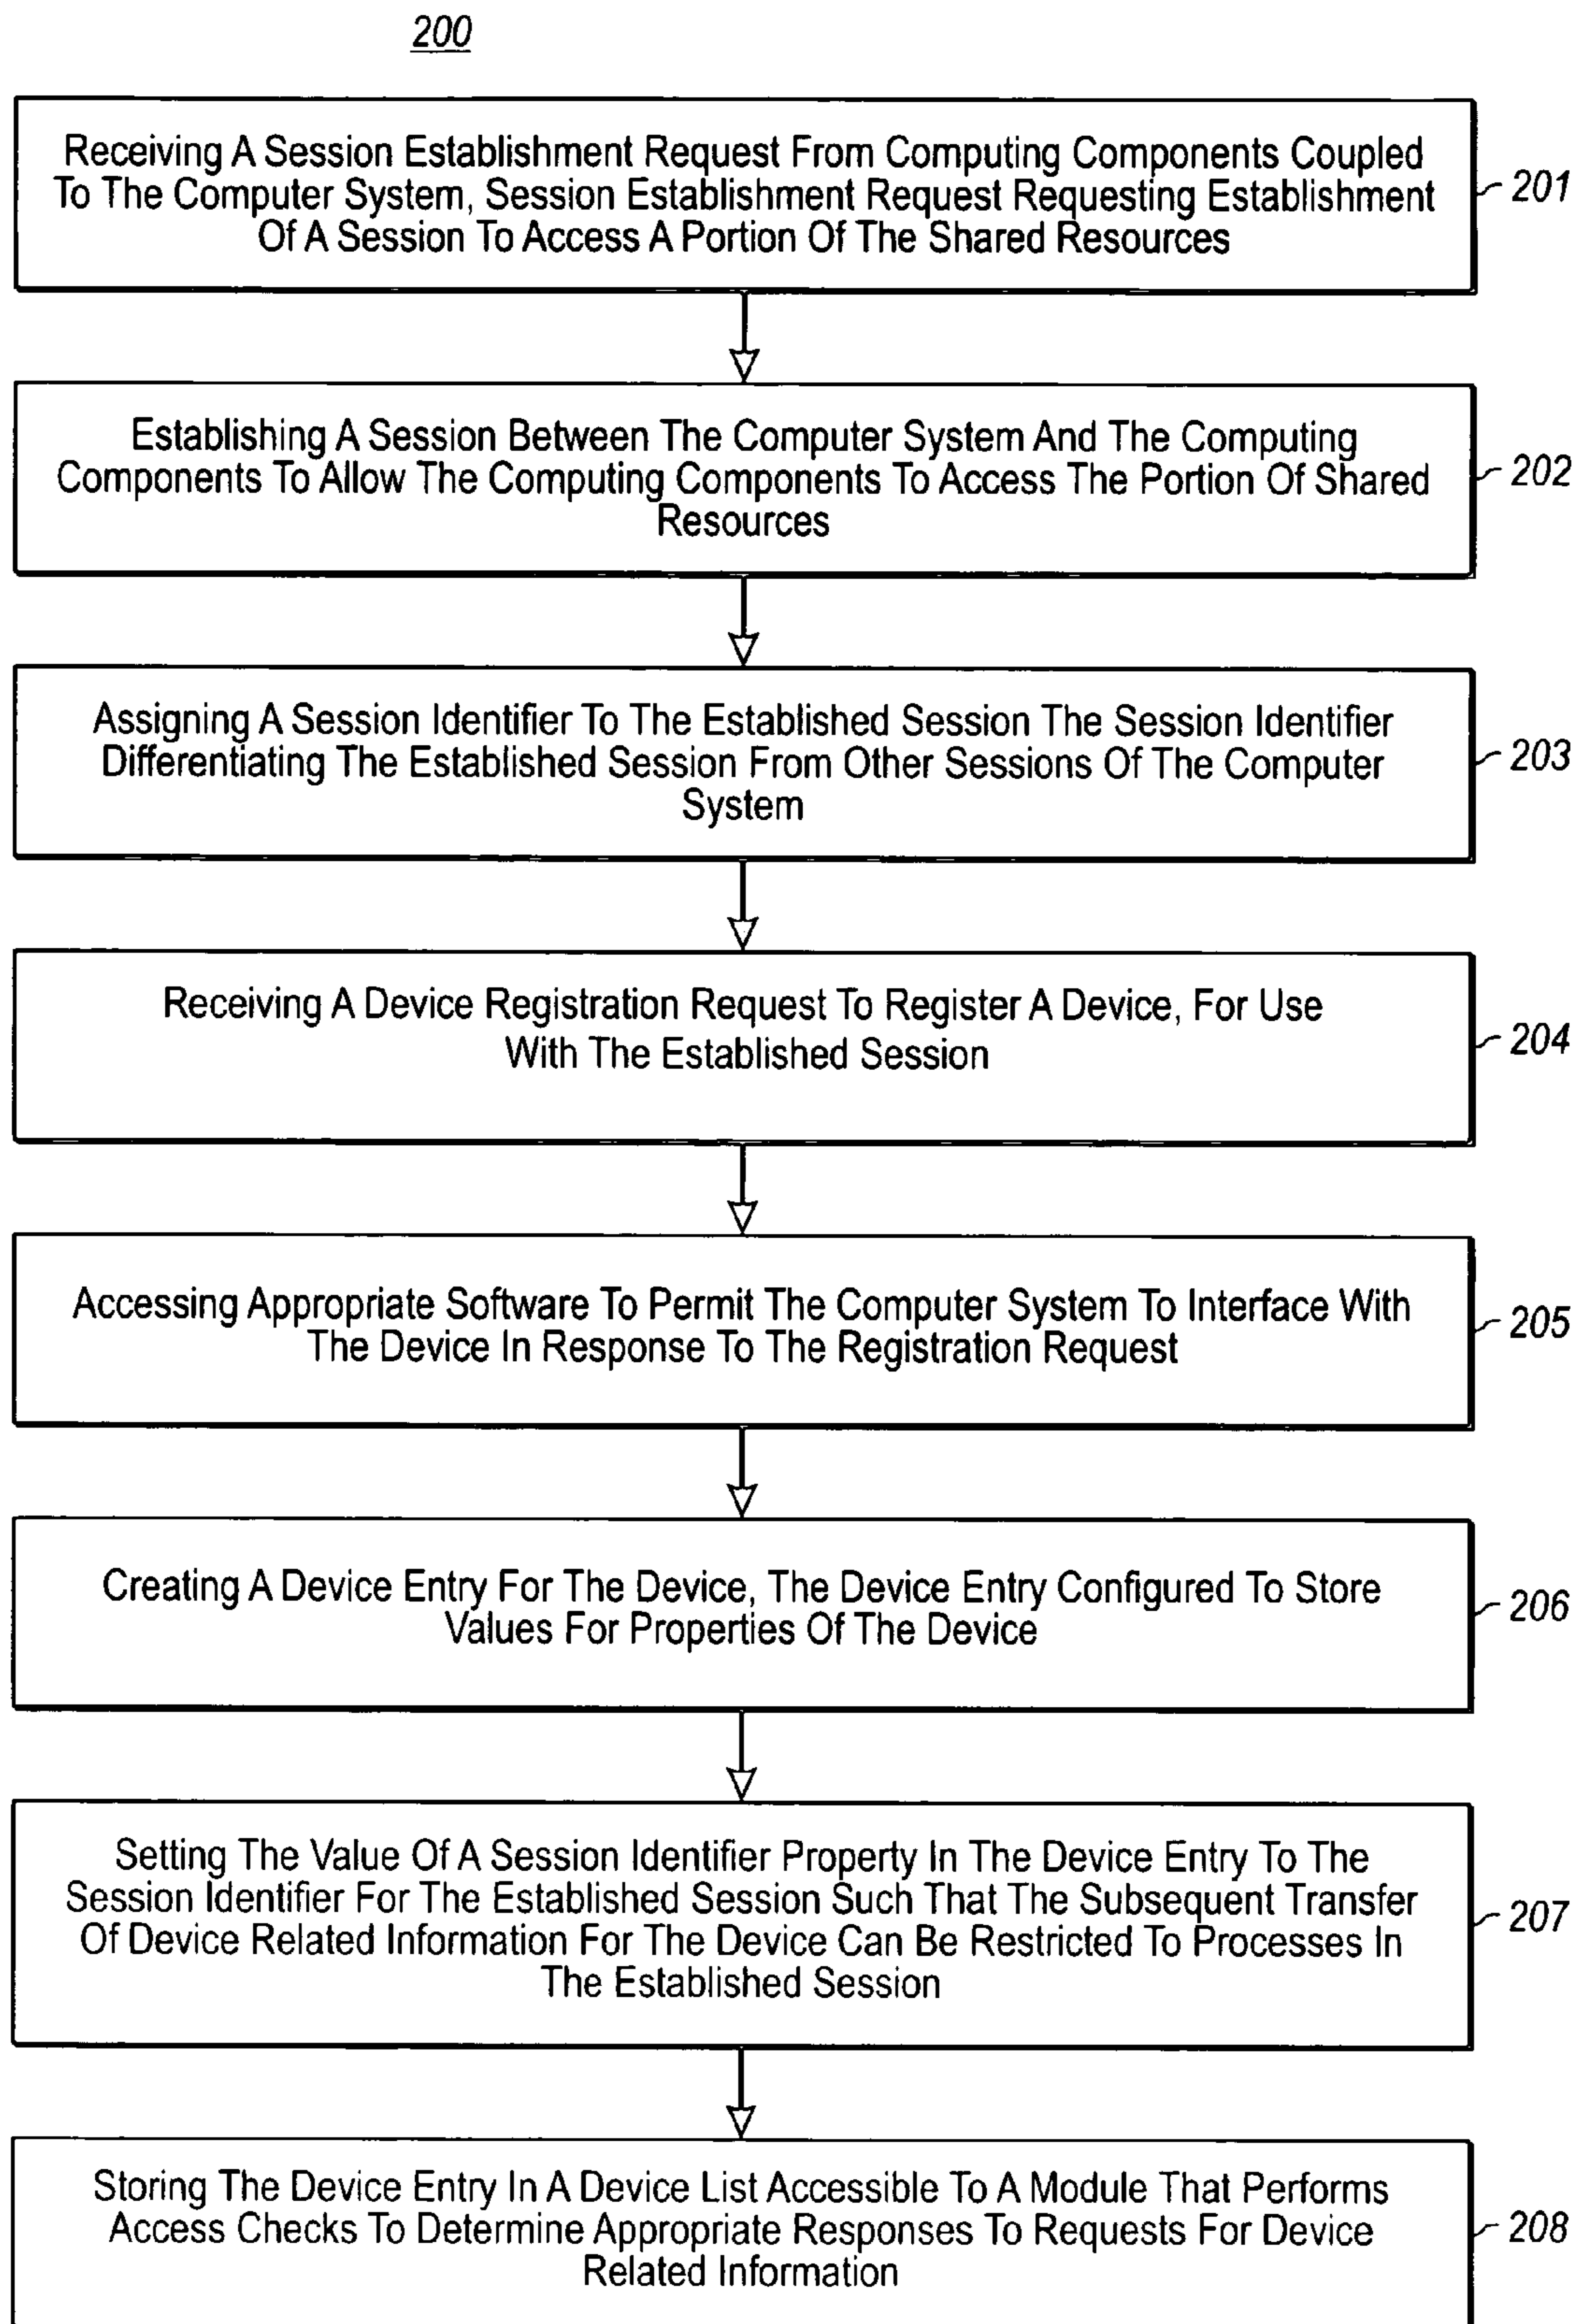 200
Receiving A Session Establishment Request From Computing Components Coupled
To The Computer System, Session Establishment Request Requesting Establishment
Of A Session To Access A Portion Of The Shared Resources
201
Establishing A Session Between The Computer System And The Computing
Components To Allow The Computing Components To Access The Portion Of Shared
Resources
202
Assigning A Session Identifier To The Established Session The Session Identifier
Differentiating The Established Session From Other Sessions Of The Computer
System
203
Receiving A Device Registration Request To Register A Device, For Use
With The Established Session
204
Accessing Appropriate Software To Permit The Computer System To Interface With
The Device In Response To The Registration Request
205
Creating A Device Entry For The Device, The Device Entry Configured To Store
Values For Properties Of The Device
206
Setting The Value Of A Session Identifier Property In The Device Entry To The
Session Identifier For The Established Session Such That The Subsequent Transfer
Of Device Related Information For The Device Can Be Restricted To Processes In
The Established Session
207
Storing The Device Entry In A Device List Accessible To A Module That Performs
Access Checks To Determine Appropriate Responses To Requests For Device
Related Information
208